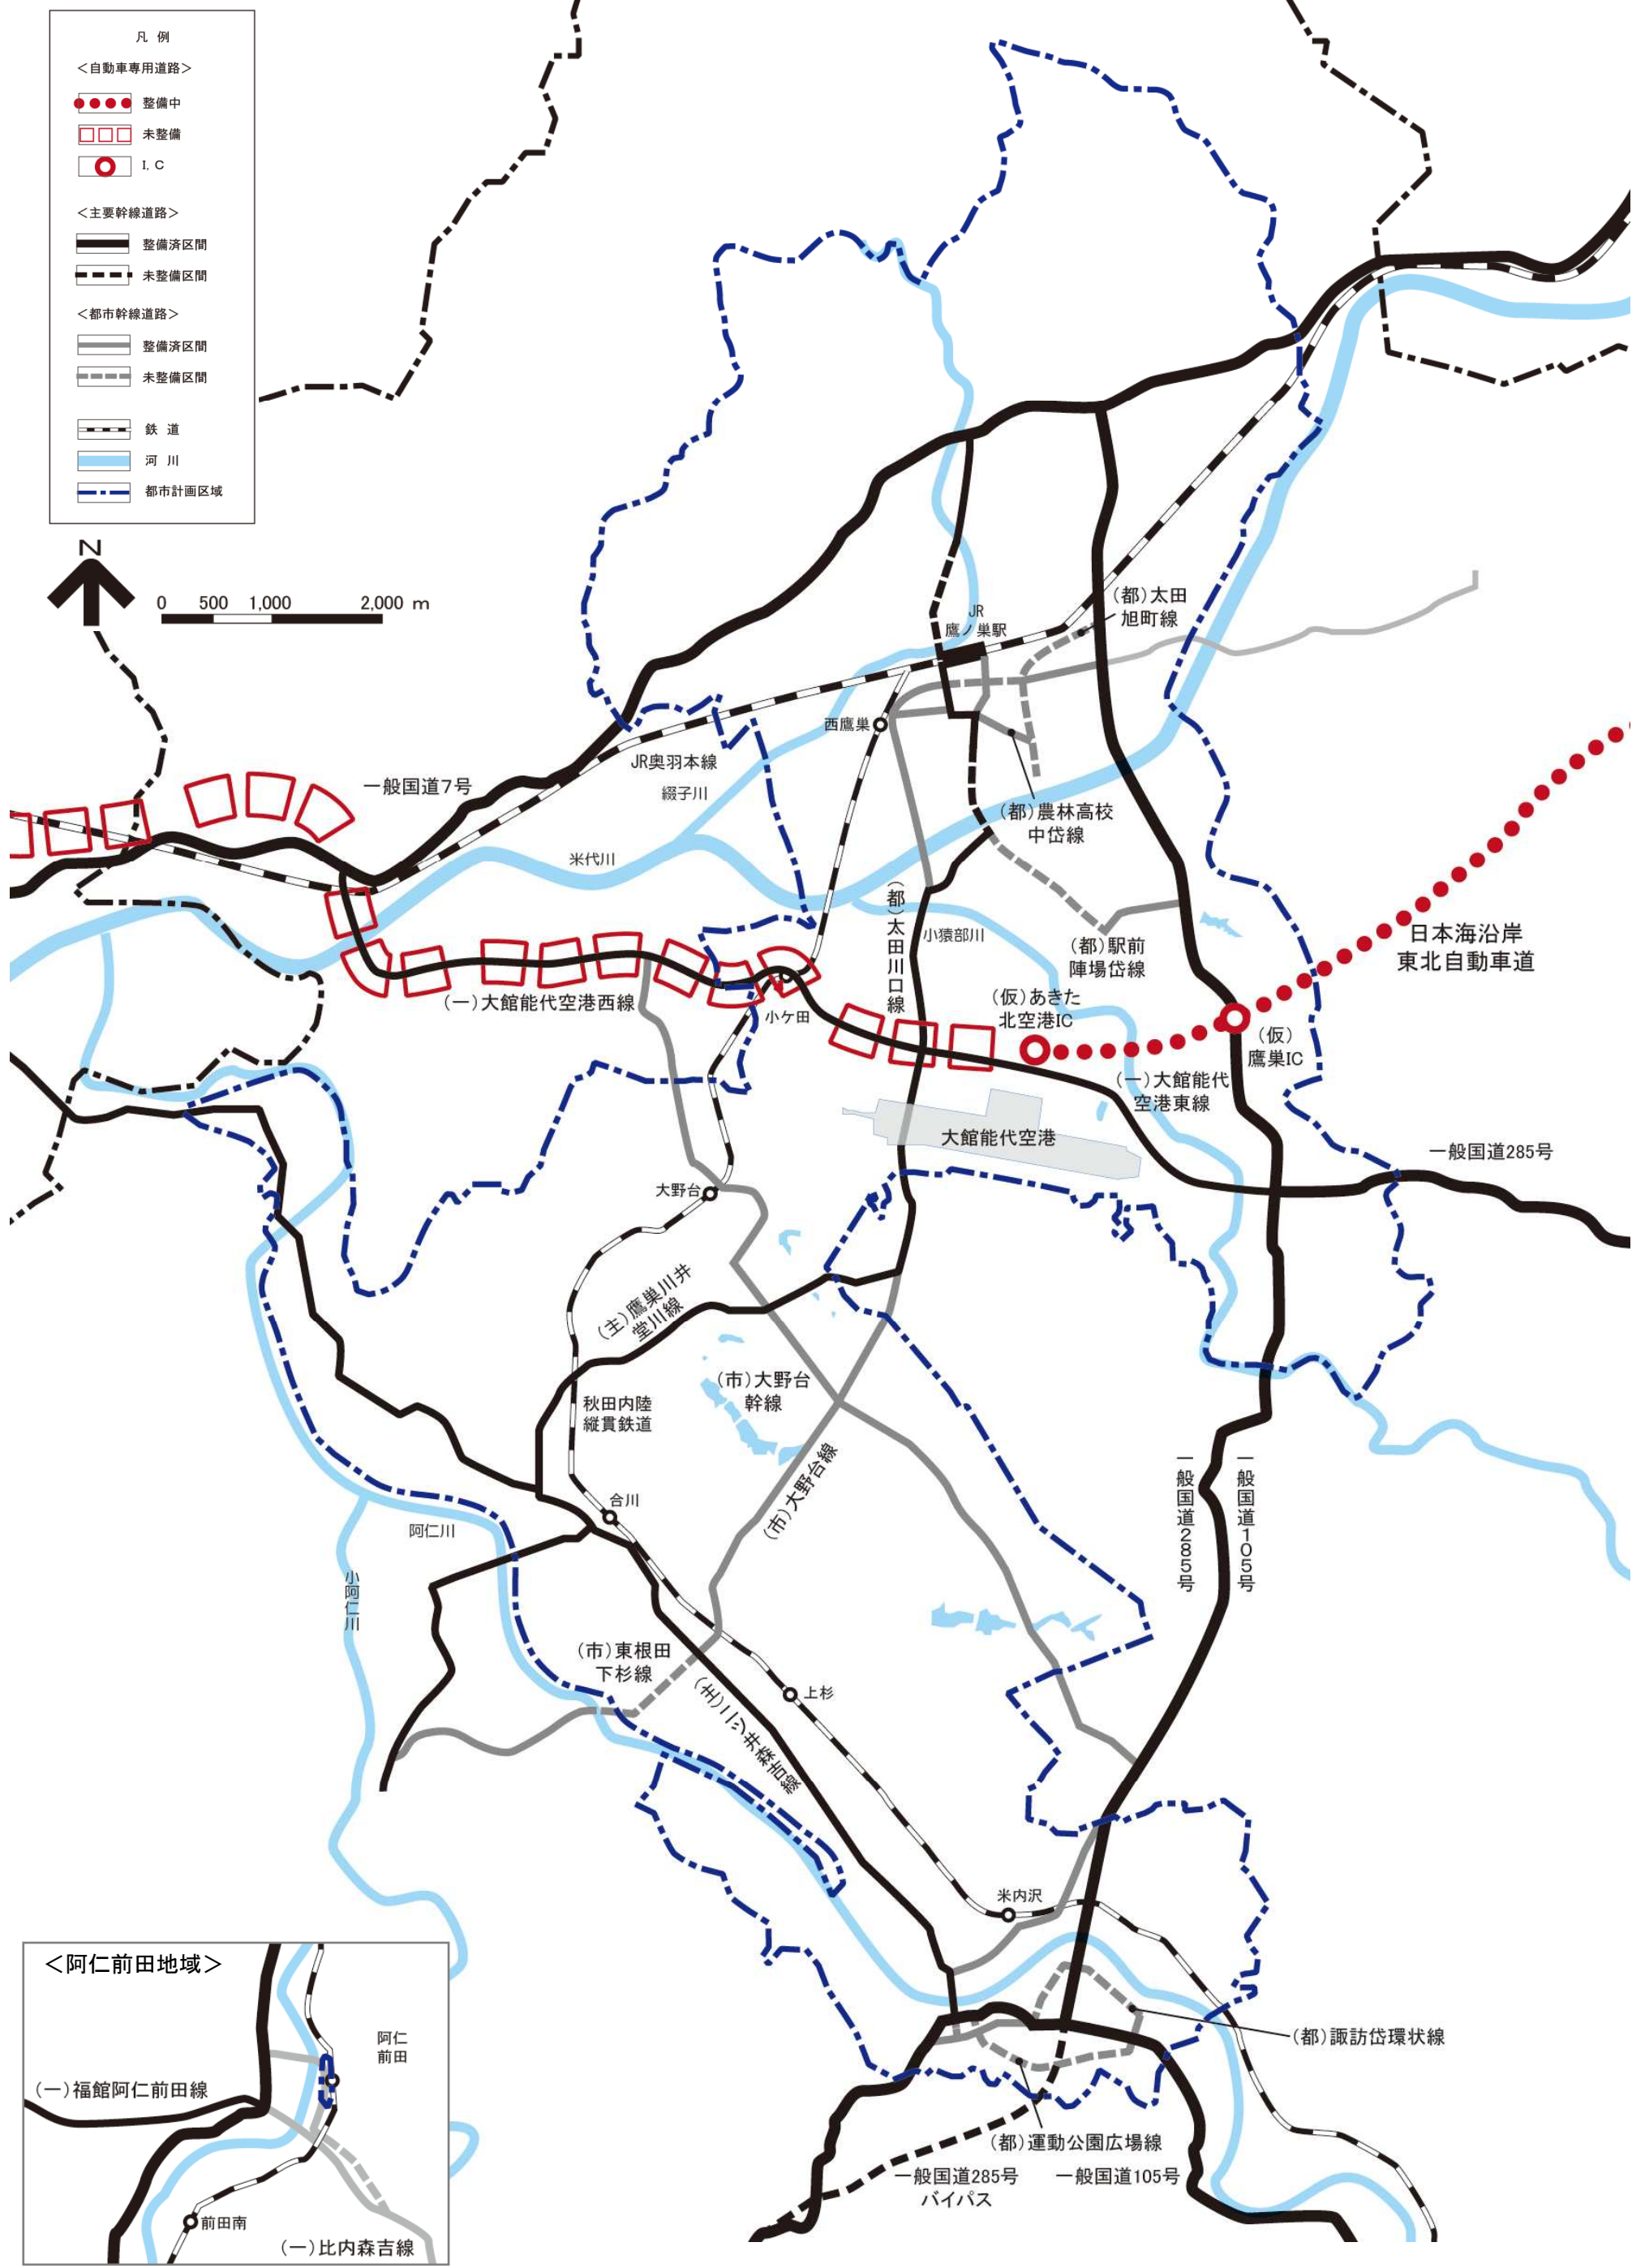 凡 例
＜自動車専用道路＞
整備中
未整備
I, C
＜主要幹線道路＞
整備済区間
未整備区間
＜都市幹線道路＞
整備済区間
未整備区間
鉄 道
河 川
都市計画区域
N
0 500 1,000 2,000 m
(都)太田
旭町線
JR
鷹ノ巣駅
西鷹巣
JR奥羽本線
一般国道7号
綴子川
(都)農林高校
中岱線
米代川
(都)太田川口線
小猿部川
(都)駅前
陣場岱線
日本海沿岸
東北自動車道
(一)大館能代空港西線
小ケ田
(仮)あきた
北空港IC
(仮)
鷹巣IC
(一)大館能代
空港東線
大館能代空港
一般国道285号
大野台
(主)鷹巣川井
堂川線
(市)大野台
幹線
秋田内陸
縦貫鉄道
(市)大野台線
一般国道285号
一般国道105号
合川
阿仁川
小阿仁川
(市)東根田
下杉線
上杉
(主)二ツ井森吉線
米内沢
(都)諏訪岱環状線
(都)運動公園広場線
一般国道285号
バイパス
一般国道105号
＜阿仁前田地域＞
阿仁
前田
(一)福館阿仁前田線
前田南
(一)比内森吉線